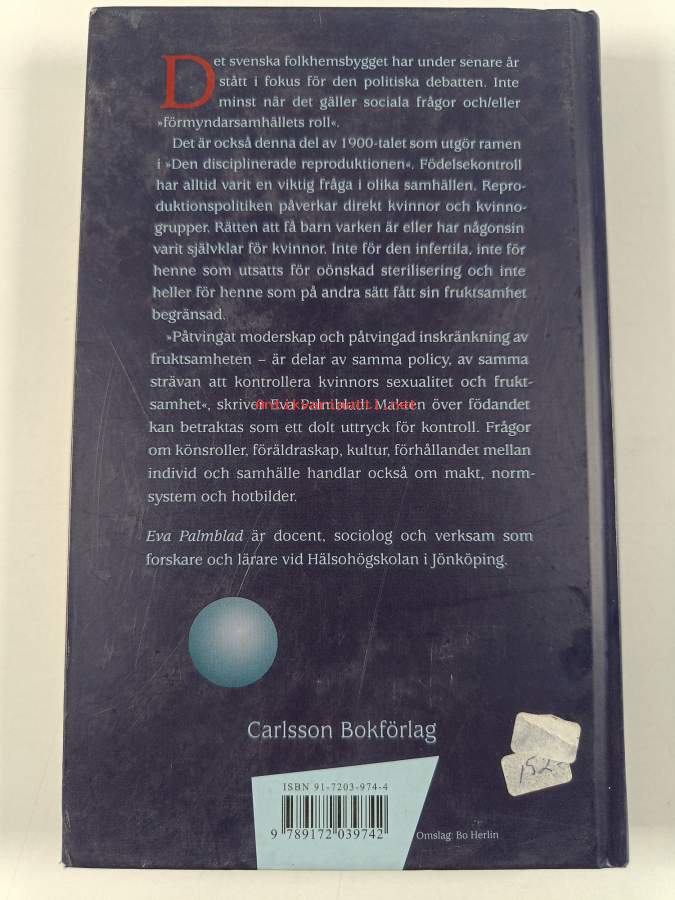 Det svenska folkhemsbygget har under senare år
stått i fokus för den politiska debatten. Inte
minst när det gäller sociala frågor och/eller
»förmyndarsamhällets roll«.
Det är också denna del av 1900-talet som utgör ramen
i »Den disciplinerade reproduktionen«. Födelsekontroll
har alltid varit en viktig fråga i olika samhällen. Repro-
duktionspolitiken påverkar direkt kvinnor och kvinno-
grupper. Rätten att få barn varken är eller har någonsin
varit självklar för kvinnor. Inte för den infertila, inte för
henne som utsatts för oönskad sterilisering och inte
heller för henne som på andra sätt fått sin fruktsamhet
begränsad.
»Påtvingat moderskap och påtvingad inskränkning av
fruktsamheten – är delar av samma policy, av samma
strävan att kontrollera kvinnors sexualitet och frukt-
samhet«, skriver Eva Palmblad. Makten över födandet
kan betraktas som ett dolt uttryck för kontroll. Frågor
om könsroller, föräldraskap, kultur, förhållandet mellan
individ och samhälle handlar också om makt, norm-
system och hotbilder.
Eva Palmblad är docent, sociolog och verksam som
forskare och lärare vid Hälsohögskolan i Jönköping.
Carlsson Bokförlag
ISBN 91-7203-974-4
9 789172 039742
Omslag: Bo Herlin